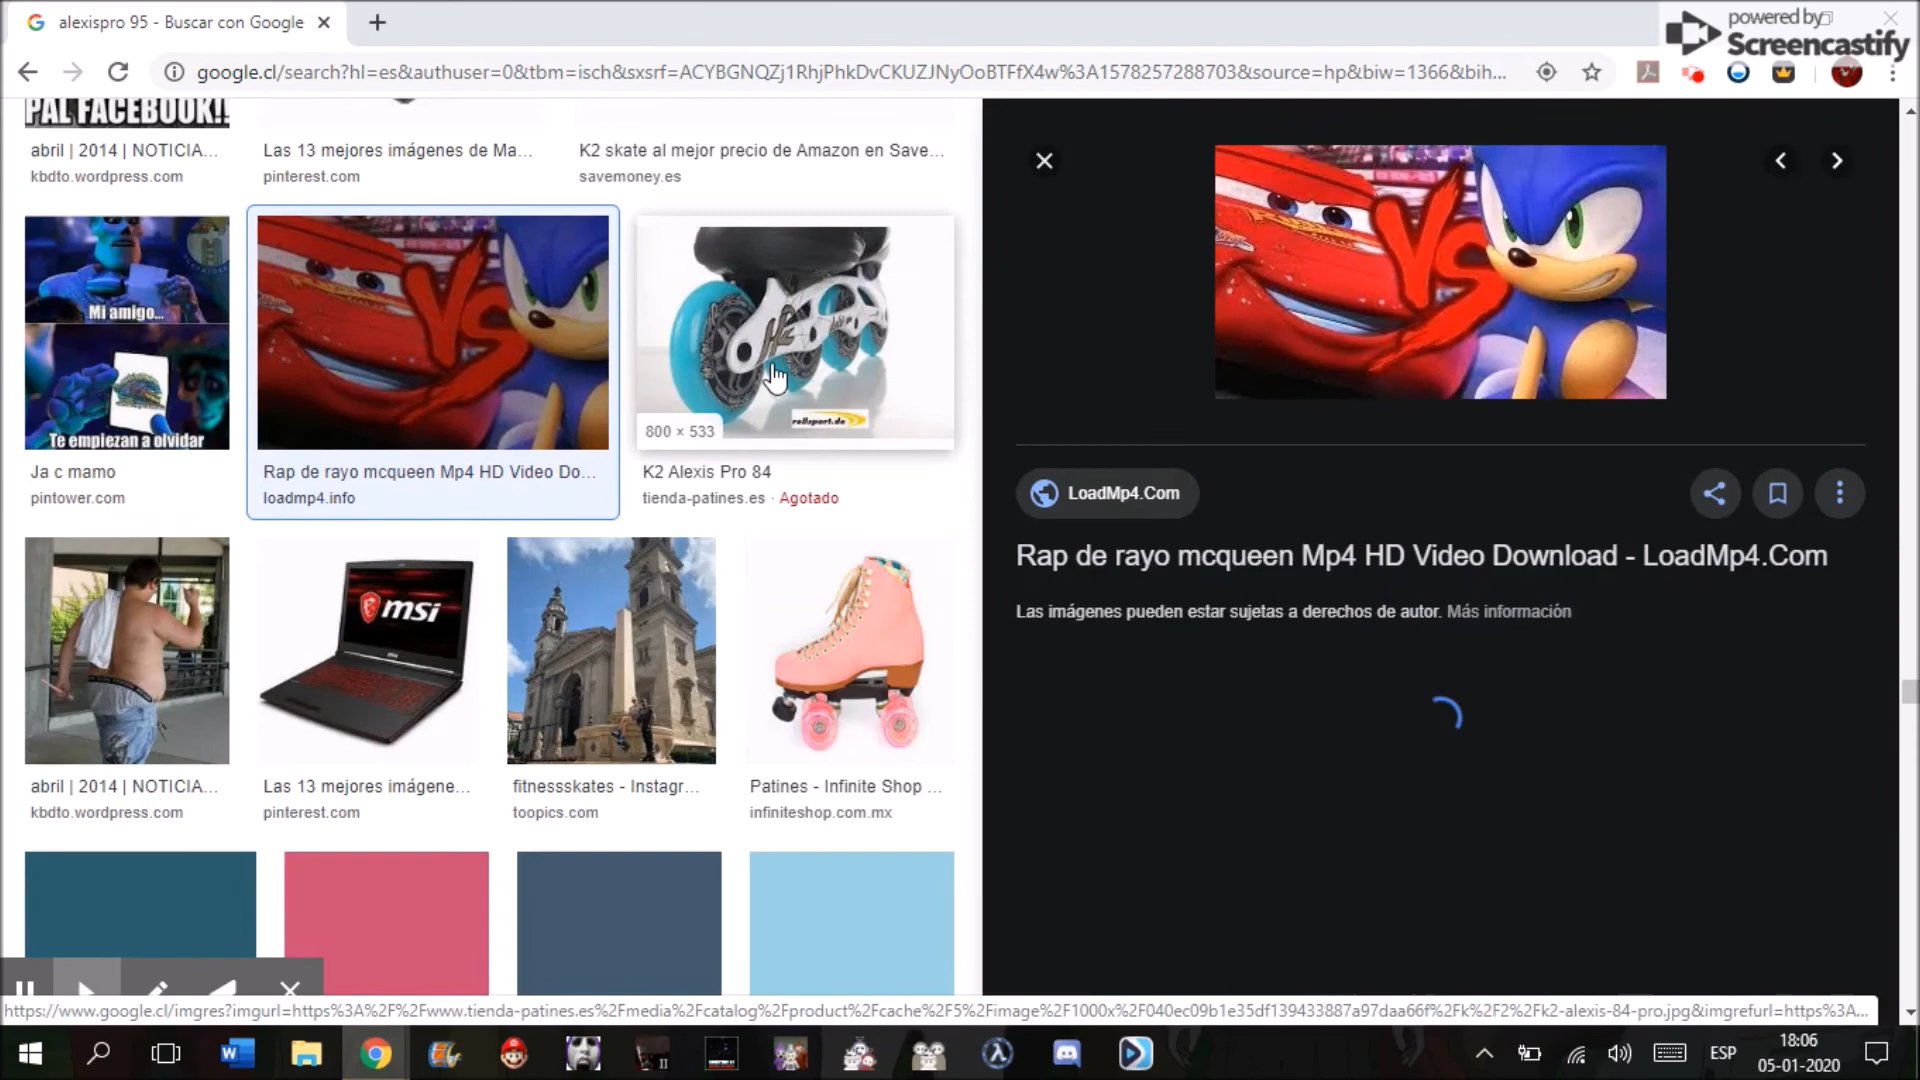 alexispro 95 - Buscar con Google
powered by
Screencastify
google.cl/search?hl=es&authuser=0&tbm=isch&sxsrf=ACYBGNQZj1RhjPhkDvCKUZJNyOoBTFfX4w%3A1578257288703&source=hp&biw=1366&bih...
PAL FACEBOOK!!
abril | 2014 | NOTICIA...
kbdto.wordpress.com
Las 13 mejores imágenes de Ma...
pinterest.com
K2 skate al mejor precio de Amazon en Save...
savemoney.es
Mi amigo...
Te empiezan a olvidar
Ja c mamo
pintower.com
VS
Rap de rayo mcqueen Mp4 HD Video Do...
loadmp4.info
rollsport.de
800 × 533
K2 Alexis Pro 84
tienda-patines.es · Agotado
abril | 2014 | NOTICIA...
kbdto.wordpress.com
msi
Las 13 mejores imágene...
pinterest.com
fitnessskates - Instagr...
toopics.com
Patines - Infinite Shop ...
infiniteshop.com.mx
VS
LoadMp4.Com
Rap de rayo mcqueen Mp4 HD Video Download - LoadMp4.Com
Las imágenes pueden estar sujetas a derechos de autor. Más información
https://www.google.cl/imgres?imgurl=https%3A%2F%2Fwww.tienda-patines.es%2Fmedia%2Fcatalog%2Fproduct%2Fcache%2F5%2Fimage%2F1000x%2F040ec09b1e35df139433887a97daa66f%2Fk%2F2%2Fk2-alexis-84-pro.jpg&imgrefurl=https%3A...
ESP
18:06
05-01-2020